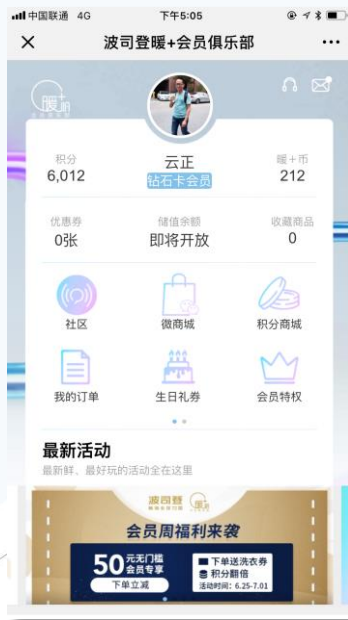 中国联通 4G 下午5:05
波司登暖+会员俱乐部
暖+
积分 云正 暖+币
6,012 钻石卡会员 212
优惠券 储值余额 收藏商品
0张 即将开放 0
社区 微商城 积分商城
我的订单 生日礼券 会员特权
最新活动
最新鲜、最好玩的活动全在这里
波司登 暖+
会员周福利来袭
50元无门槛会员专享
下单立减
下单送洗衣券
积分翻倍
活动时间：6.25-7.01